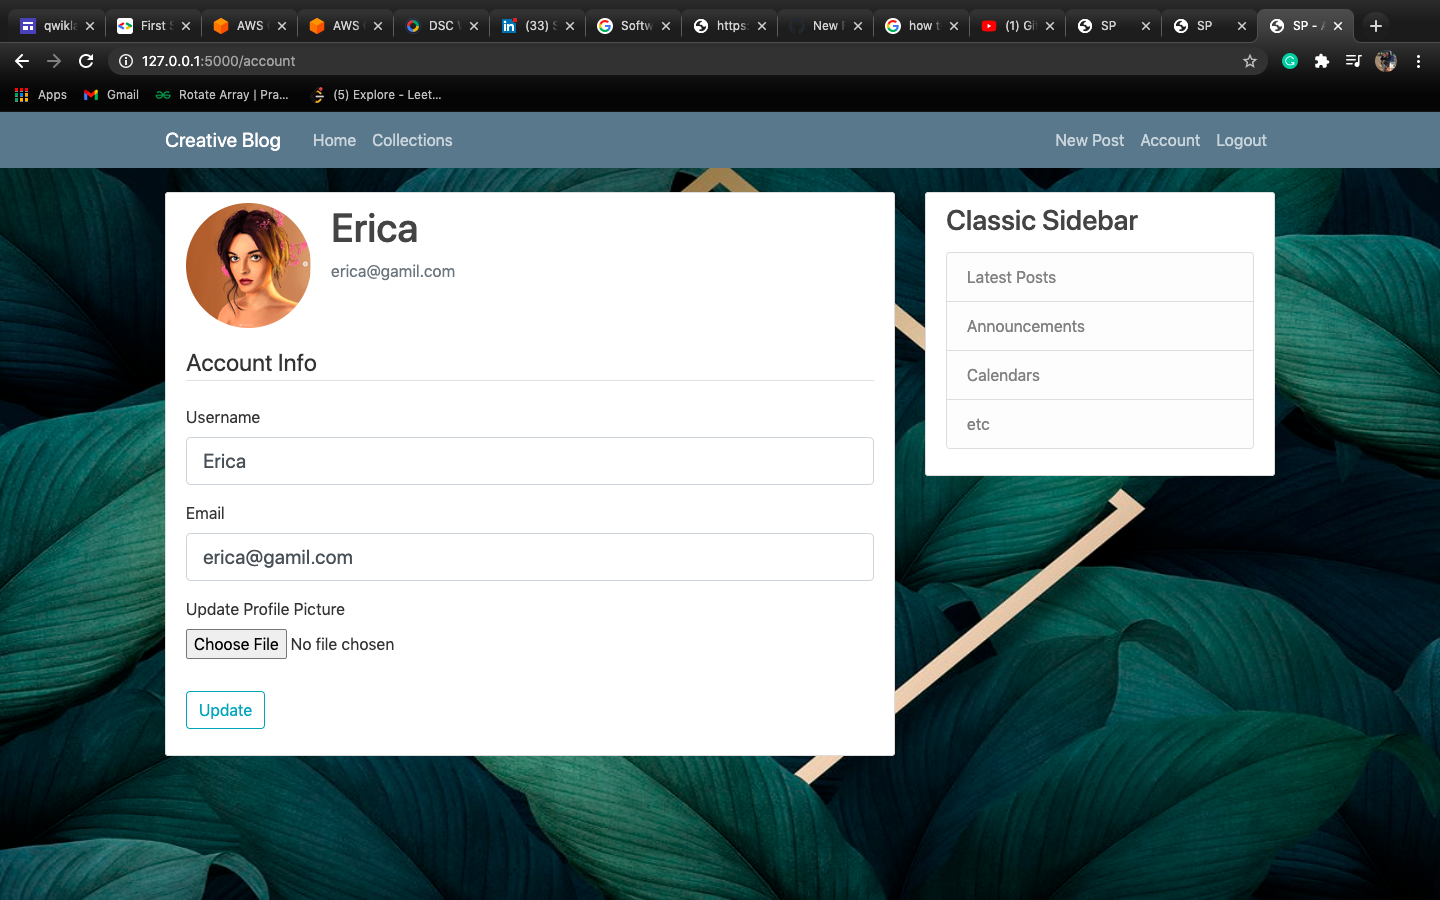 qwikl
First S
AWS
AWS
DSC
(33) S
Softw
https:
New
how t
(1) Gi
SP
SP
SP - A
127.0.0.1:5000/account
Apps
Gmail
Rotate Array | Pra...
(5) Explore - Leet...
Creative Blog
Home
Collections
New Post
Account
Logout
Erica
erica@gamil.com
Account Info
Username
Erica
Email
erica@gamil.com
Update Profile Picture
Choose File No file chosen
Update
Classic Sidebar
Latest Posts
Announcements
Calendars
etc